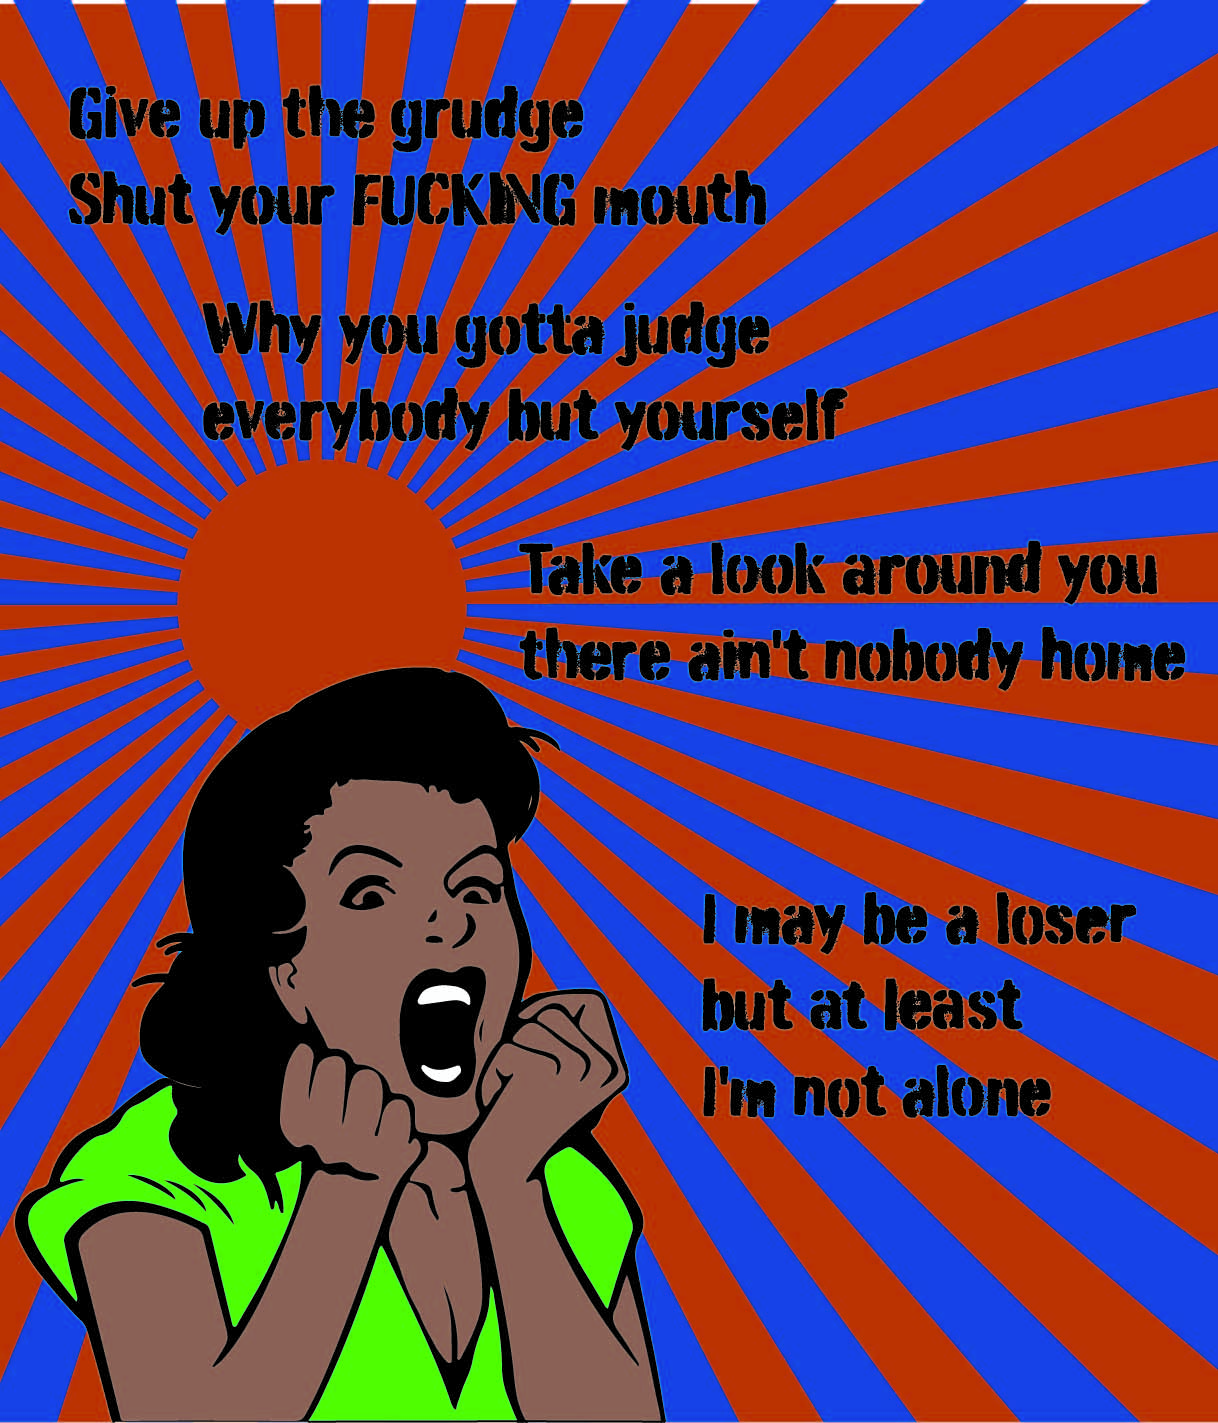 Give up the grudge
Shut your FUCKING mouth
Why you gotta judge
everybody but yourself
Take a look around you
there ain't nobody home
I may be a loser
but at least
I'm not alone